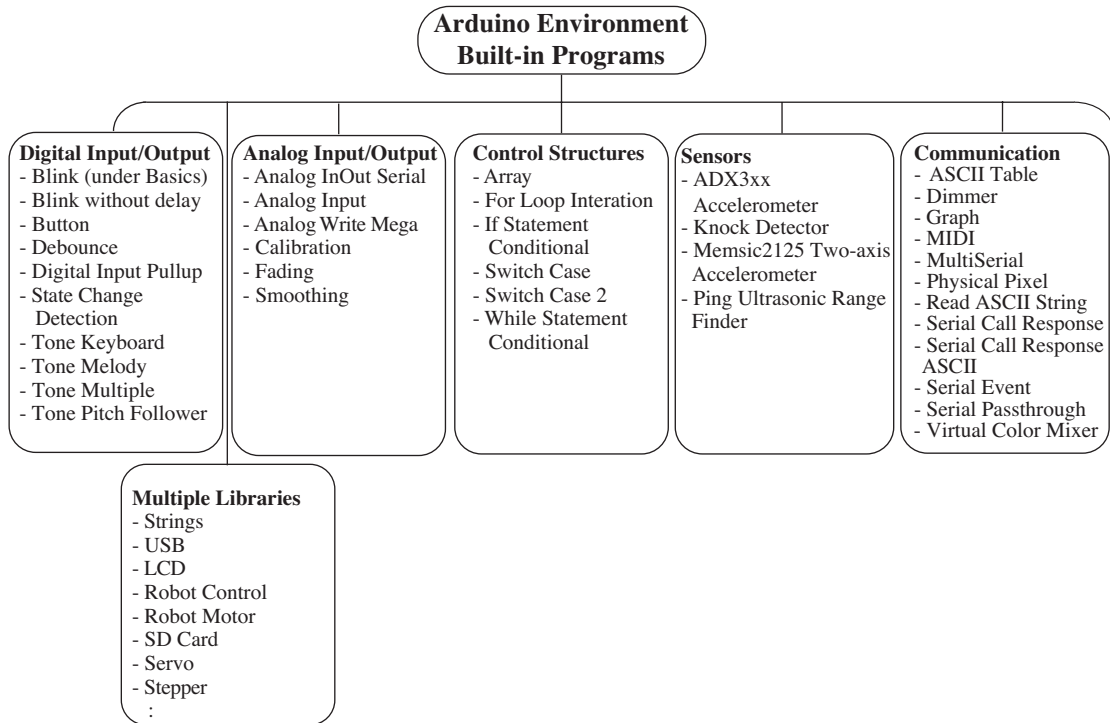 Arduino Environment
Built-in Programs
Digital Input/Output
- Blink (under Basics)
- Blink without delay
- Button
- Debounce
- Digital Input Pullup
- State Change
Detection
- Tone Keyboard
- Tone Melody
- Tone Multiple
- Tone Pitch Follower
Analog Input/Output
- Analog InOut Serial
- Analog Input
- Analog Write Mega
- Calibration
- Fading
- Smoothing
Control Structures
- Array
- For Loop Interation
- If Statement
Conditional
- Switch Case
- Switch Case 2
- While Statement
Conditional
Sensors
- ADX3xx
Accelerometer
- Knock Detector
- Memsic2125 Two-axis
Accelerometer
- Ping Ultrasonic Range
Finder
Communication
- ASCII Table
- Dimmer
- Graph
- MIDI
- MultiSerial
- Physical Pixel
- Read ASCII String
- Serial Call Response
- Serial Call Response
ASCII
- Serial Event
- Serial Passthrough
- Virtual Color Mixer
Multiple Libraries
- Strings
- USB
- LCD
- Robot Control
- Robot Motor
- SD Card
- Servo
- Stepper
: